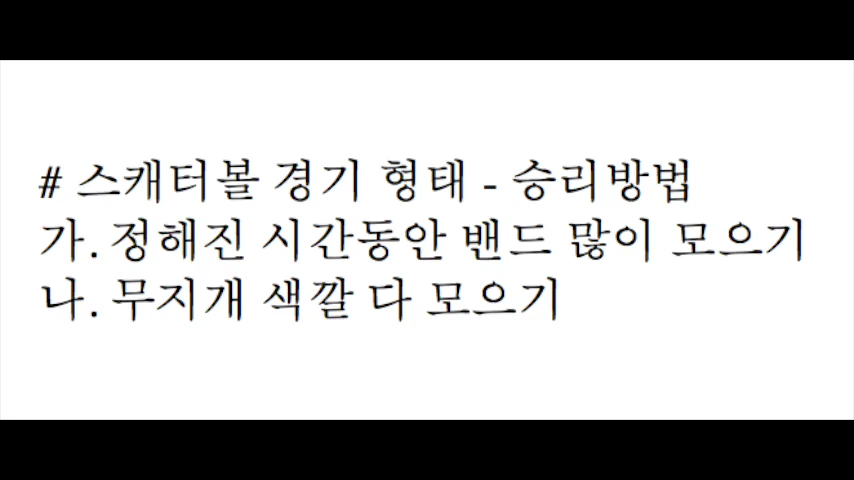 # 스캐터볼 경기 형태 - 승리방법
가. 정해진 시간동안 밴드 많이 모으기
나. 무지개 색깔 다 모으기